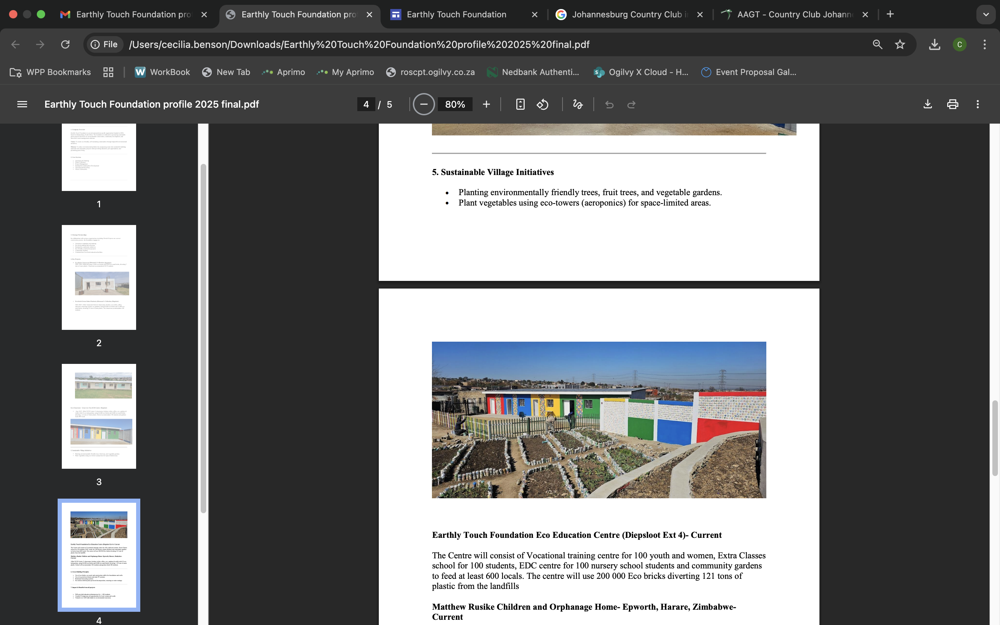 Earthly Touch Foundation pro
Earthly Touch Foundation pro
Earthly Touch Foundation
Johannesburg Country Club i
AAGT - Country Club Johann
File
/Users/cecilia.benson/Downloads/Earthly%20Touch%20Foundation%20profile%202025%20final.pdf
C
WPP Bookmarks
WorkBook
New Tab
Aprimo
My Aprimo
roscpt.ogilvy.co.za
Nedbank Authenti...
Ogilvy X Cloud - H...
Event Proposal Gal...
Earthly Touch Foundation profile 2025 final.pdf
4 / 5
80%
1
2
3
4
5. Sustainable Village Initiatives
• Planting environmentally friendly trees, fruit trees, and vegetable gardens.
• Plant vegetables using eco-towers (aeroponics) for space-limited areas.
Earthly Touch Foundation Eco Education Centre (Diepsloot Ext 4)- Current
The Centre will consist of Vocational training centre for 100 youth and women, Extra Classes
school for 100 students, EDC centre for 100 nursery school students and community gardens
to feed at least 600 locals. The centre will use 200 000 Eco bricks diverting 121 tons of
plastic from the landfills
Matthew Rusike Children and Orphanage Home- Epworth, Harare, Zimbabwe-
Current